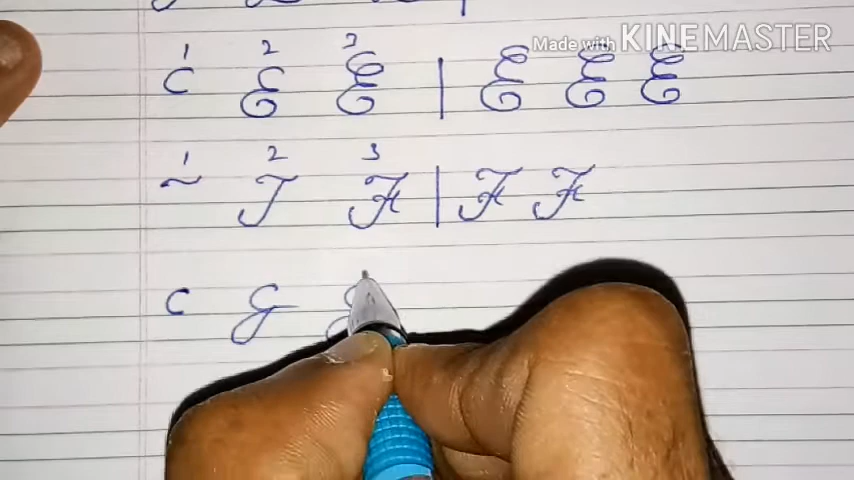 Made with KINEMASTER
1 2 3
C E E | E E E
1 2 3
~ J F | F F
c G